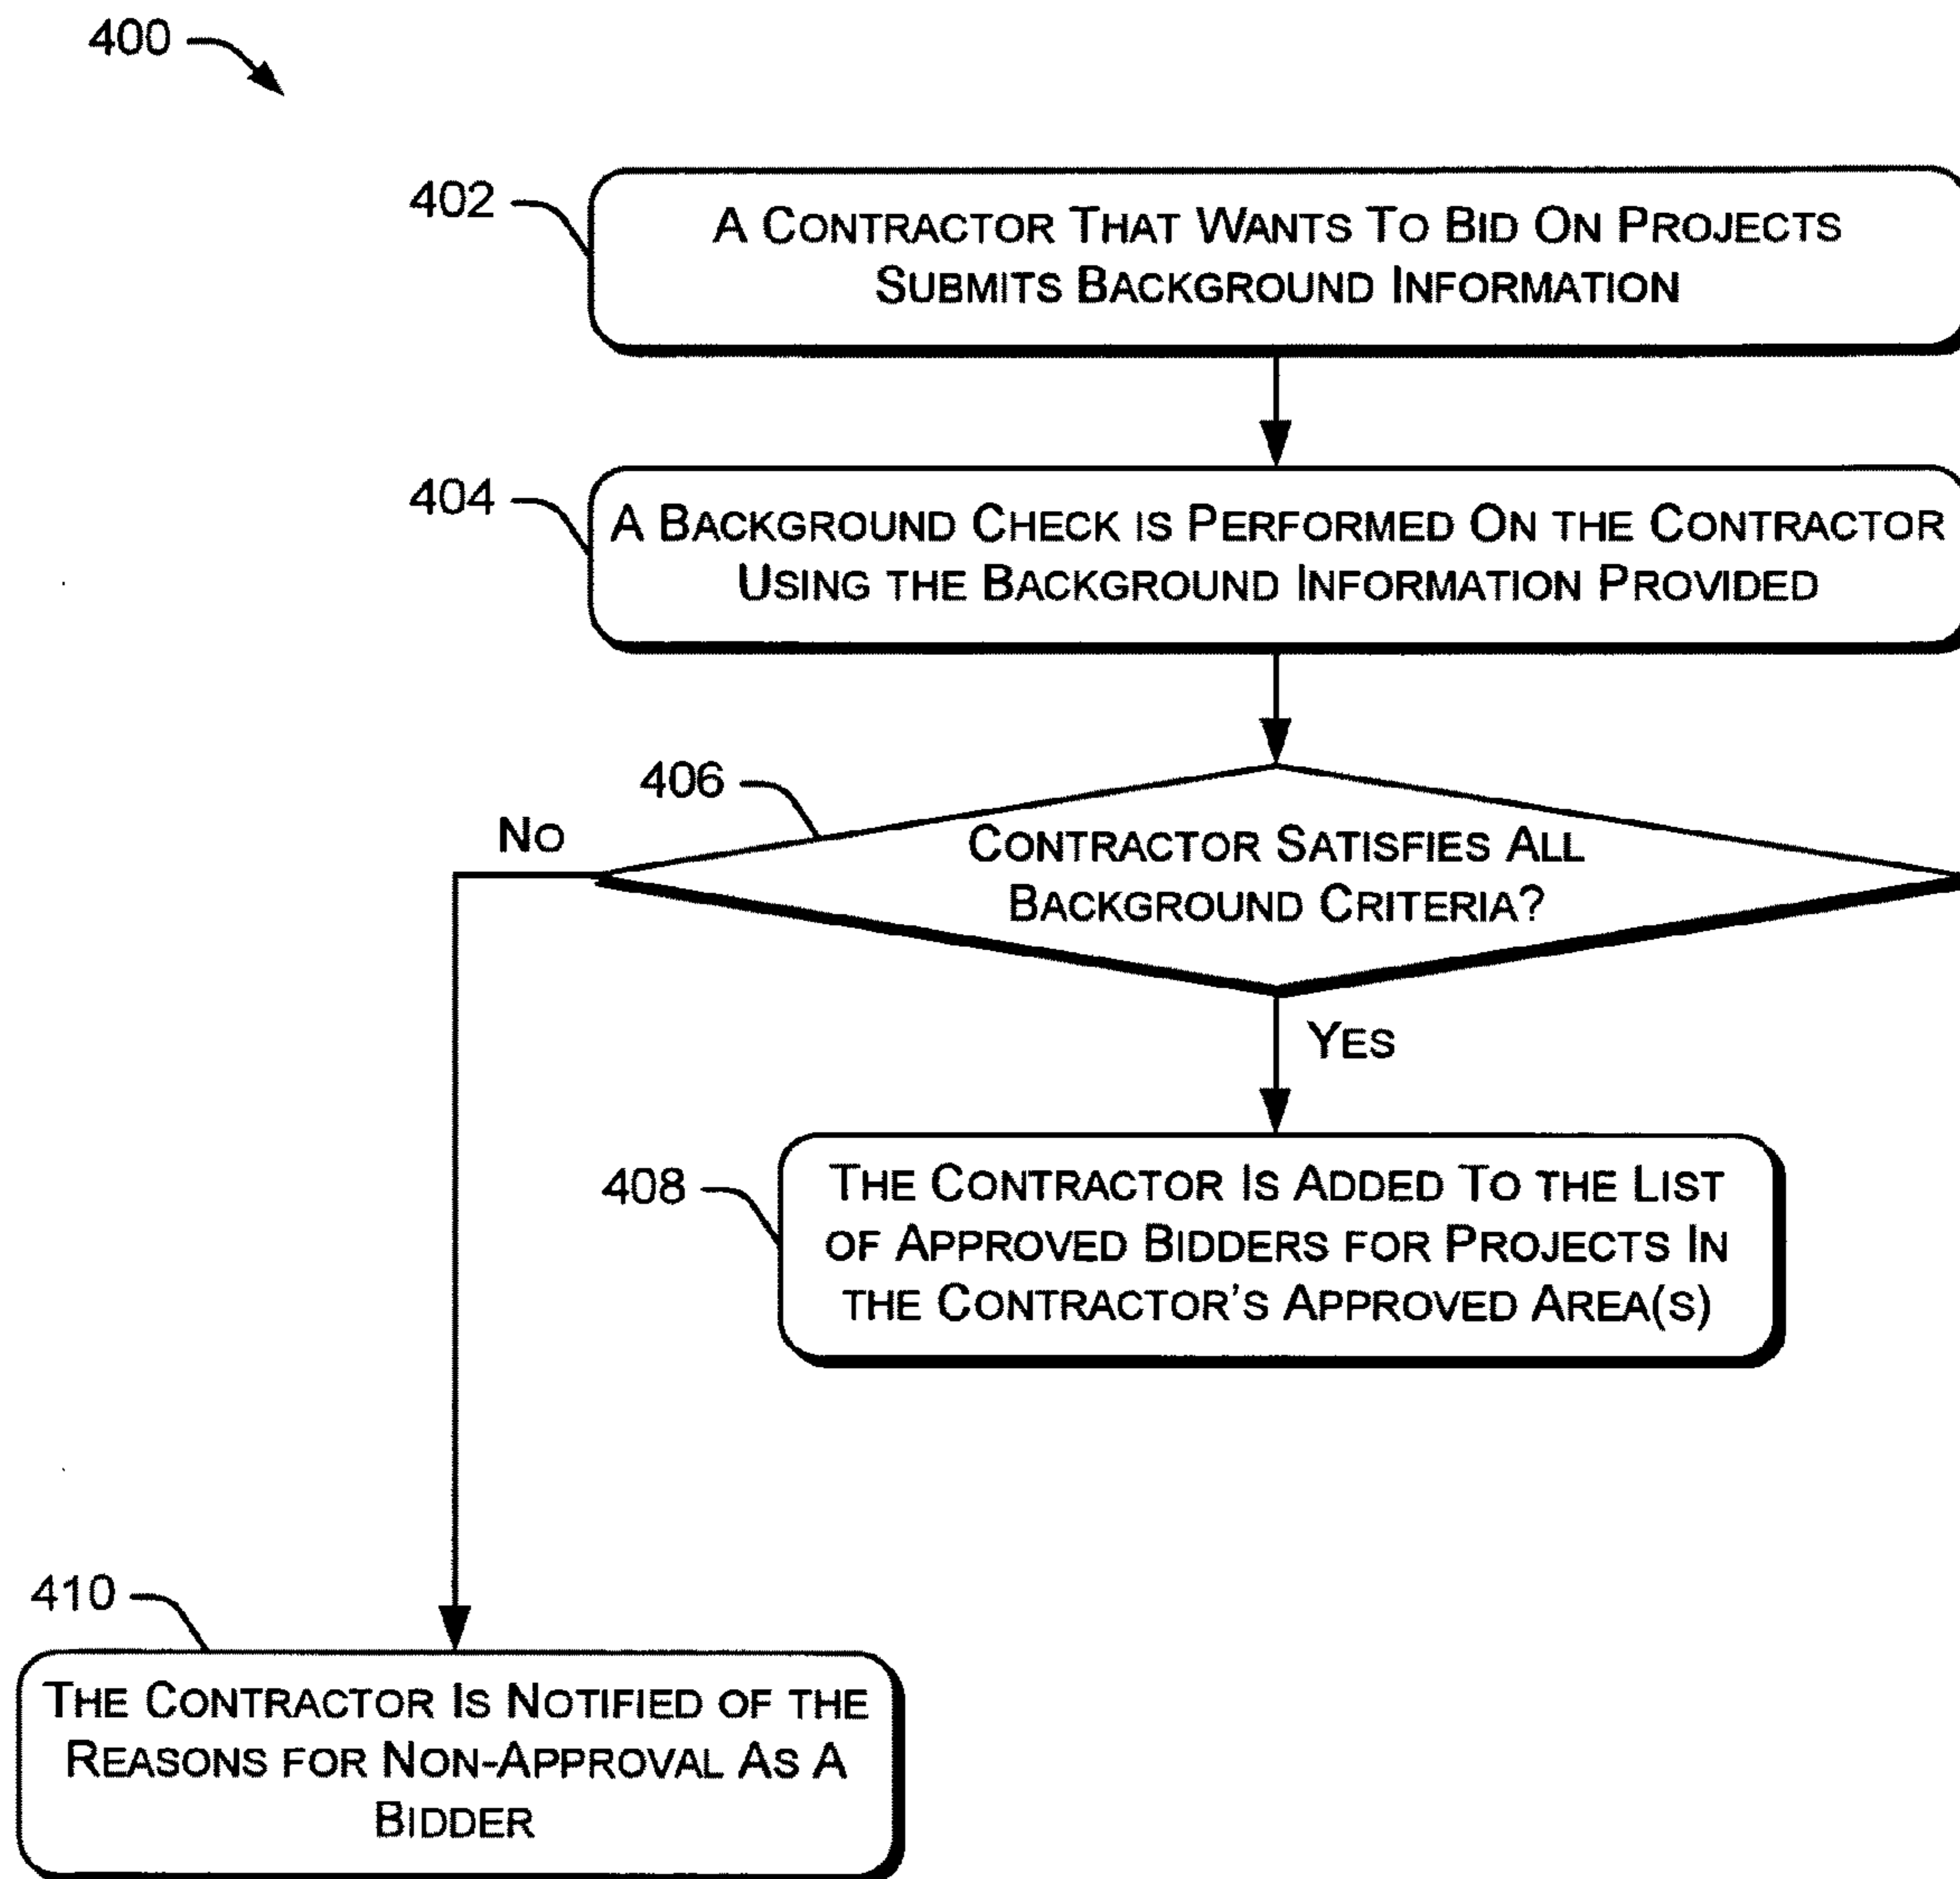 400
402
A CONTRACTOR THAT WANTS TO BID ON PROJECTS
SUBMITS BACKGROUND INFORMATION
404
A BACKGROUND CHECK IS PERFORMED ON THE CONTRACTOR
USING THE BACKGROUND INFORMATION PROVIDED
406
NO
CONTRACTOR SATISFIES ALL
BACKGROUND CRITERIA?
YES
408
THE CONTRACTOR IS ADDED TO THE LIST
OF APPROVED BIDDERS FOR PROJECTS IN
THE CONTRACTOR'S APPROVED AREA(S)
410
THE CONTRACTOR IS NOTIFIED OF THE
REASONS FOR NON-APPROVAL AS A
BIDDER